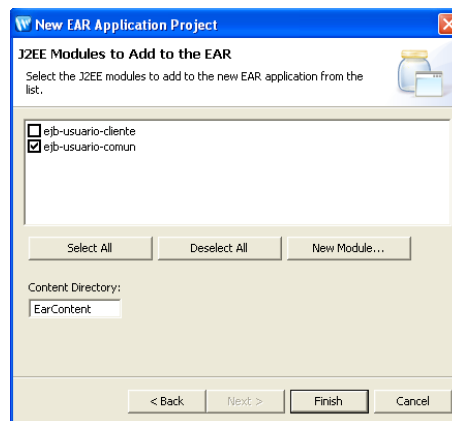 New EAR Application Project
J2EE Modules to Add to the EAR
Select the J2EE modules to add to the new EAR application from the
list.
ejb-usuario-cliente
ejb-usuario-comun
Select All
Deselect All
New Module...
Content Directory:
EarContent
< Back
Next >
Finish
Cancel